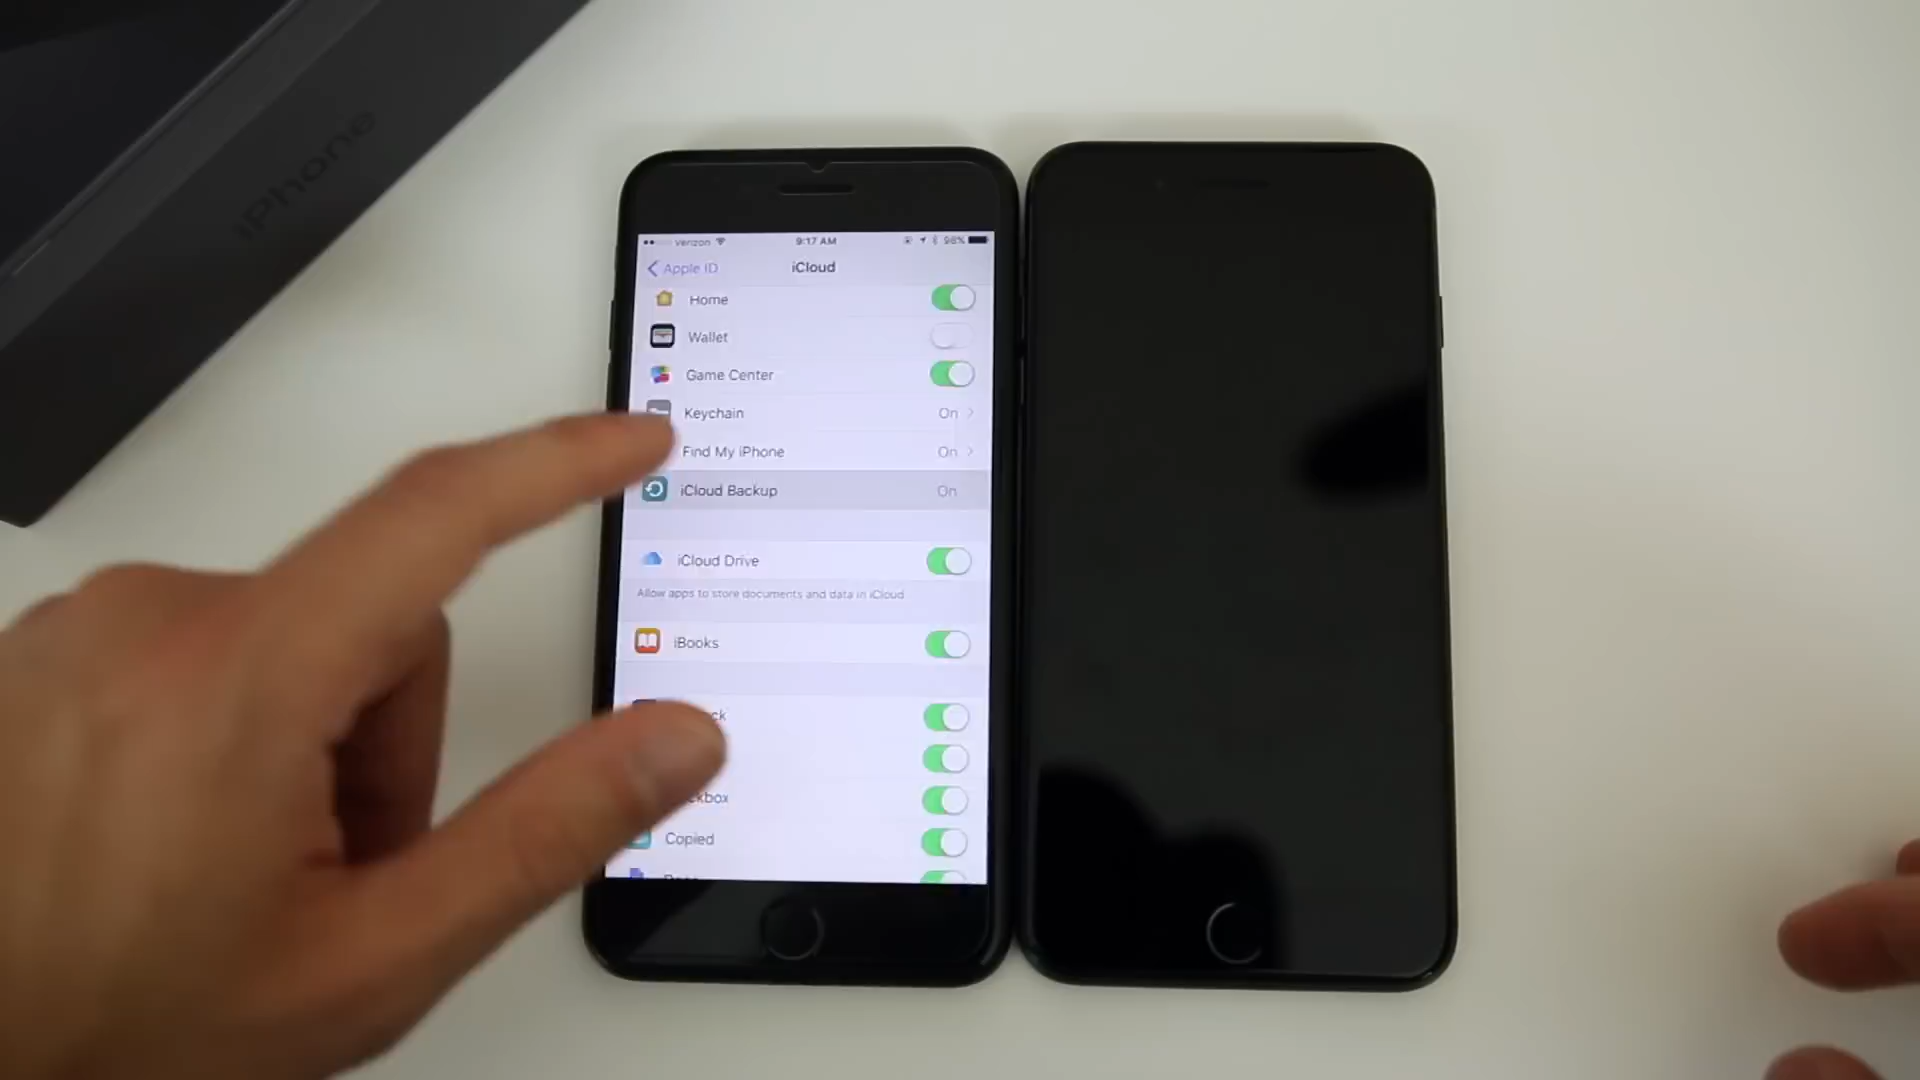 iPhone
verizon 9:17 AM 96%
Apple ID iCloud
Home
Wallet
Game Center
Keychain On
Find My iPhone On
iCloud Backup On
iCloud Drive
Allow apps to store documents and data in iCloud
iBooks
Copied